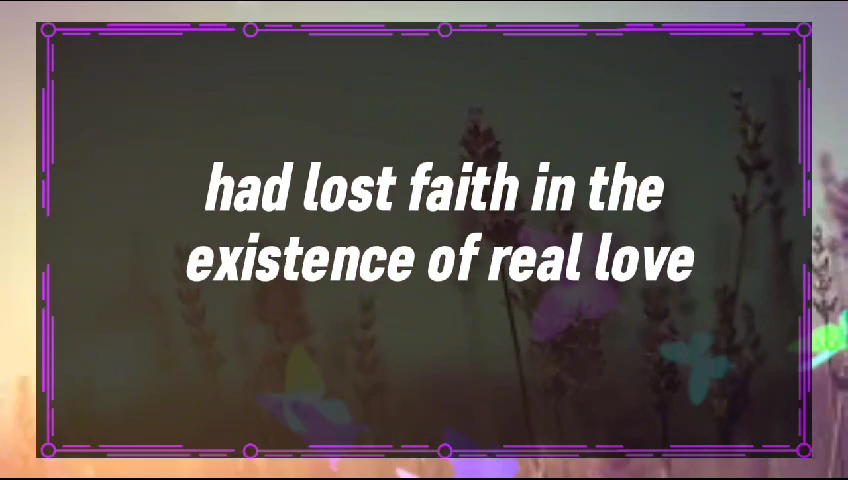 had lost faith in the
existence of real love